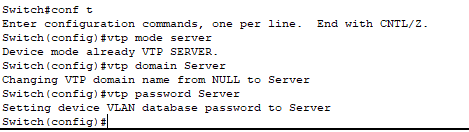 Switch#conf t
Enter configuration commands, one per line.  End with CNTL/Z.
Switch(config)#vtp mode server
Device mode already VTP SERVER.
Switch(config)#vtp domain Server
Changing VTP domain name from NULL to Server
Switch(config)#vtp password Server
Setting device VLAN database password to Server
Switch(config)#